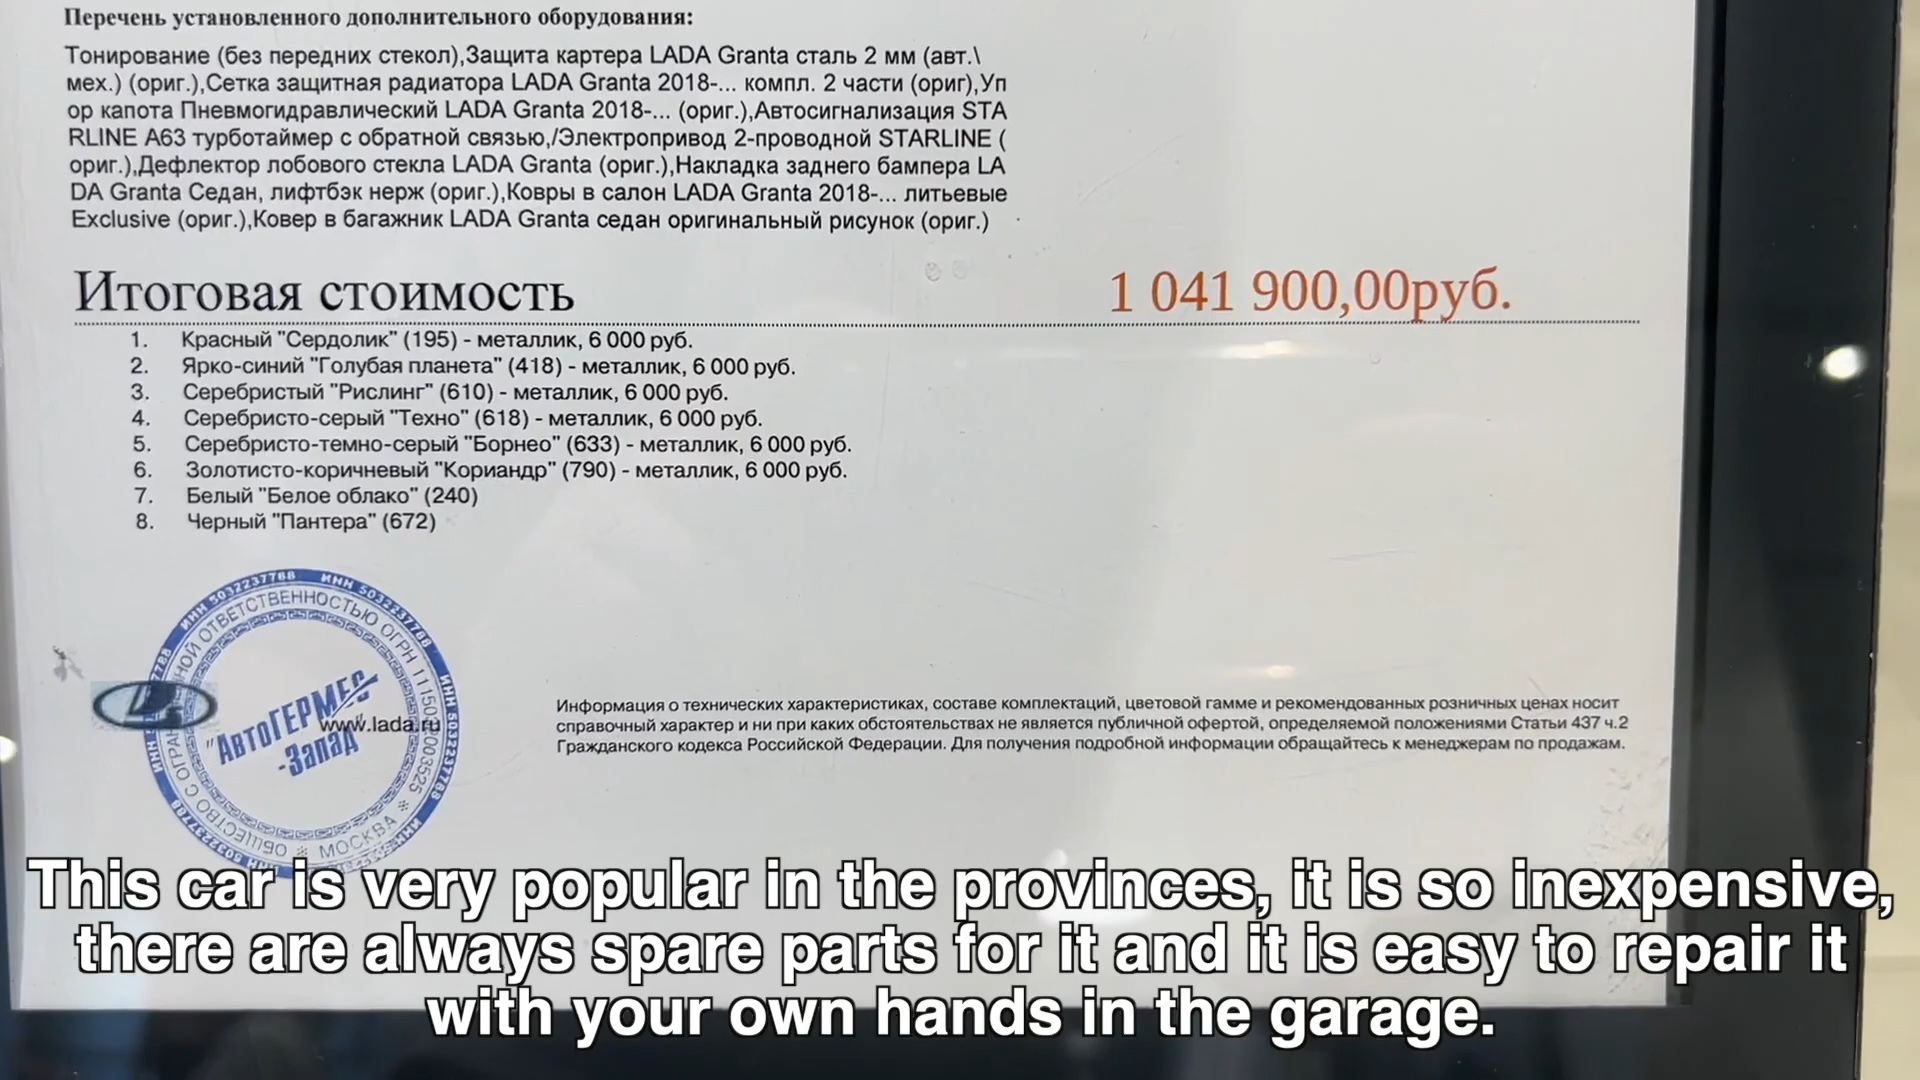 Перечень установленного дополнительного оборудования:
Тонирование (без передних стекол),Защита картера LADA Granta сталь 2 мм (авт.\
мех.) (ориг.),Сетка защитная радиатора LADA Granta 2018-... компл. 2 части (ориг),Уп
ор капота Пневмогидравлический LADA Granta 2018-... (ориг.),Автосигнализация STA
RLINE A63 турботаймер с обратной связью,/Электропривод 2-проводной STARLINE (
ориг.),Дефлектор лобового стекла LADA Granta (ориг.),Накладка заднего бампера LA
DA Granta Седан, лифтбэк нерж (ориг.),Ковры в салон LADA Granta 2018-... литьевые
Exclusive (ориг.),Ковер в багажник LADA Granta седан оригинальный рисунок (ориг.)
Итоговая стоимость 1 041 900,00руб.
1. Красный "Сердолик" (195) - металлик, 6 000 руб.
2. Ярко-синий "Голубая планета" (418) - металлик, 6 000 руб.
3. Серебристый "Рислинг" (610) - металлик, 6 000 руб.
4. Серебристо-серый "Техно" (618) - металлик, 6 000 руб.
5. Серебристо-темно-серый "Борнео" (633) - металлик, 6 000 руб.
6. Золотисто-коричневый "Кориандр" (790) - металлик, 6 000 руб.
7. Белый "Белое облако" (240)
8. Черный "Пантера" (672)
ИНН 5032237788 ИНН 5032237788 ИНН 5032237788
ОБЩЕСТВО С ОГРАНИЧЕННОЙ ОТВЕТСТВЕННОСТЬЮ ОГРН
МОСКВА
"АвтоГЕРМЕС
-Запад"
www.lada.ru
Информация о технических характеристиках, составе комплектаций, цветовой гамме и рекомендованных розничных ценах носит
справочный характер и ни при каких обстоятельствах не является публичной офертой, определяемой положениями Статьи 437 ч.2
Гражданского кодекса Российской Федерации. Для получения подробной информации обращайтесь к менеджерам по продажам.
This car is very popular in the provinces, it is so inexpensive,
there are always spare parts for it and it is easy to repair it
with your own hands in the garage.